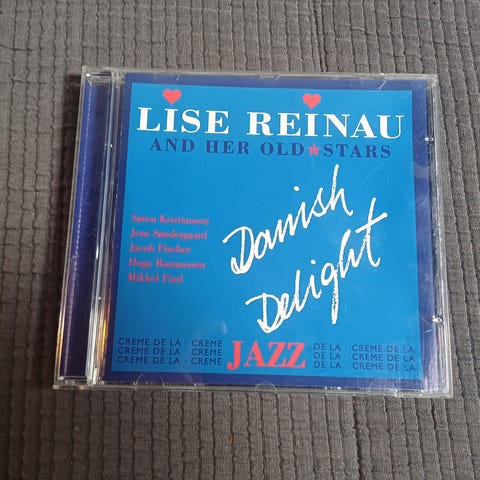 LISE REINAU
AND HER OLD★STARS
Søren Kristiansen
Jens Søndergaard
Jacob Fischer
Hugo Rasmussen
Mikkel Find
Danish
Delight
CREME DE LA · CREME DE LA · CREME DE LA
CREME DE LA · CREME DE LA · CREME DE LA
CREME DE LA · CREME DE LA · CREME DE LA
JAZZ